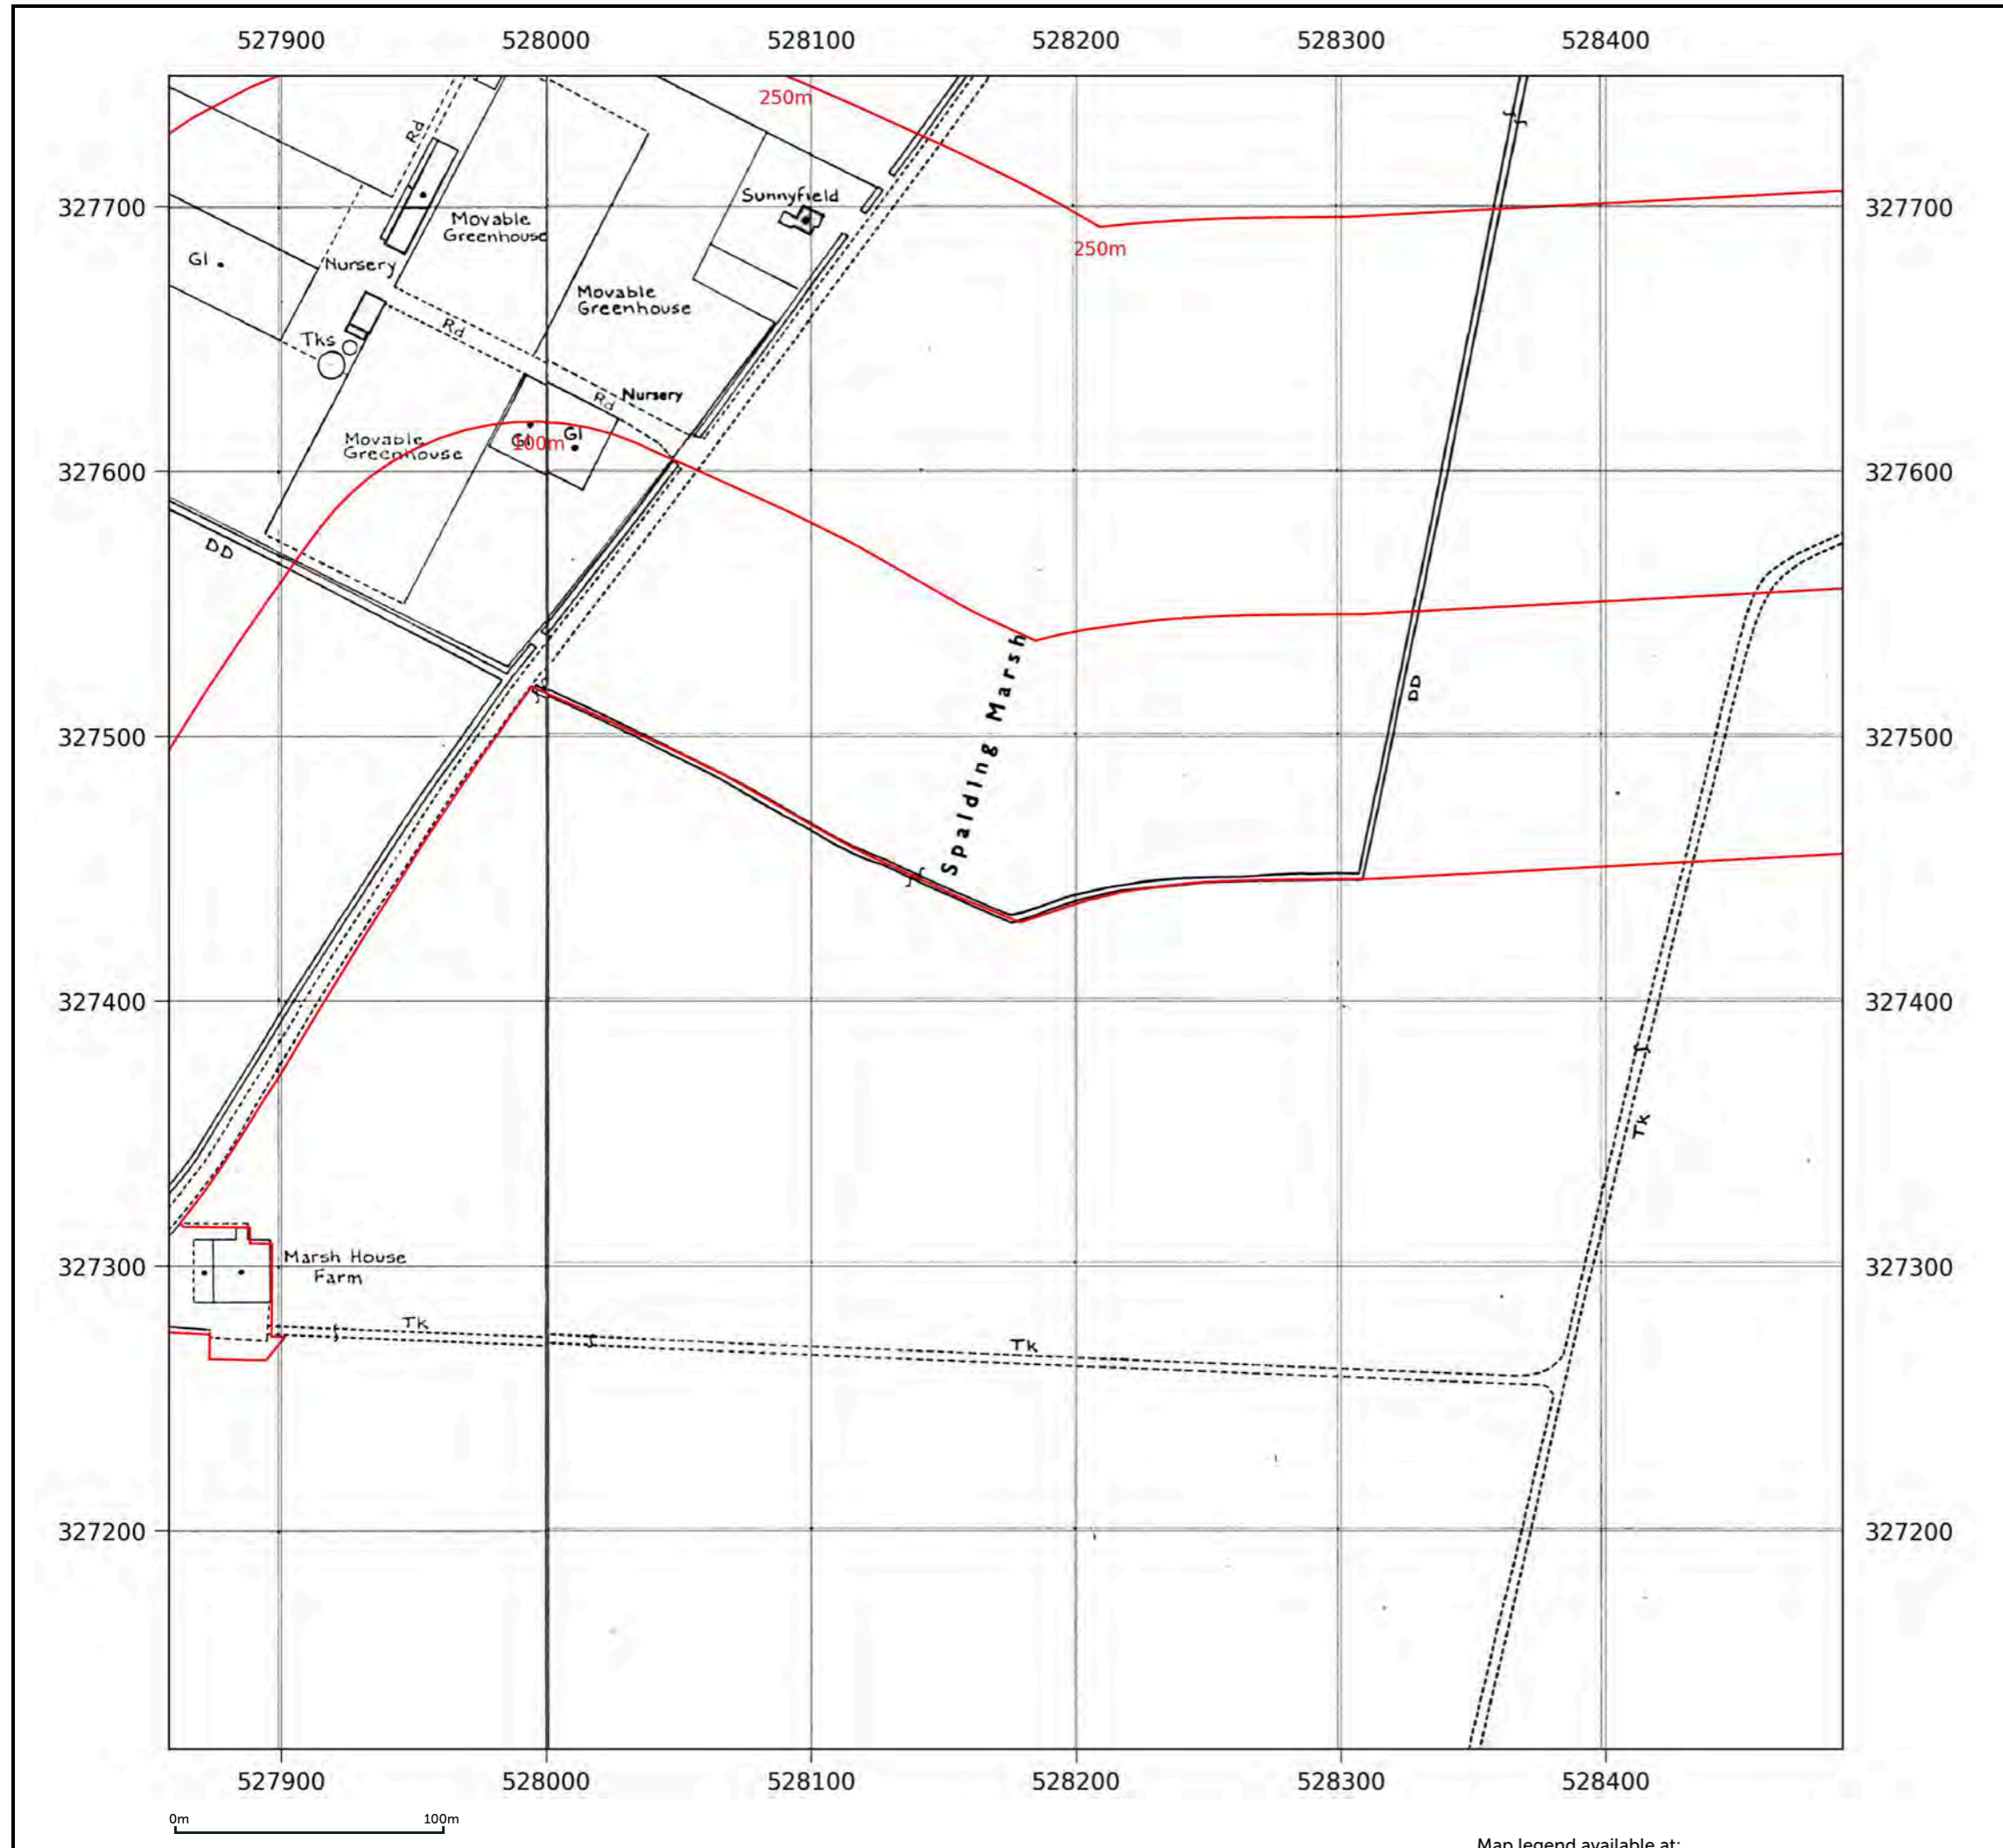 527900 528000 528100 528200 528300 528400
250m
Rd
327700
Sunnyfield
Movable
Greenhouse
327700
250m
Gl
Nursery
Movable
Greenhouse
Rd
Tks
Nursery
Rd
Movable
Greenhouse
Gl
100m
Gl
327600
327600
DD
Spalding Marsh
DD
327500
327500
327400
327400
Tk
Marsh House
Farm
327300
327300
Tk
Tk
327200
327200
527900 528000 528100 528200 528300 528400
0m 100m
Map legend available at: